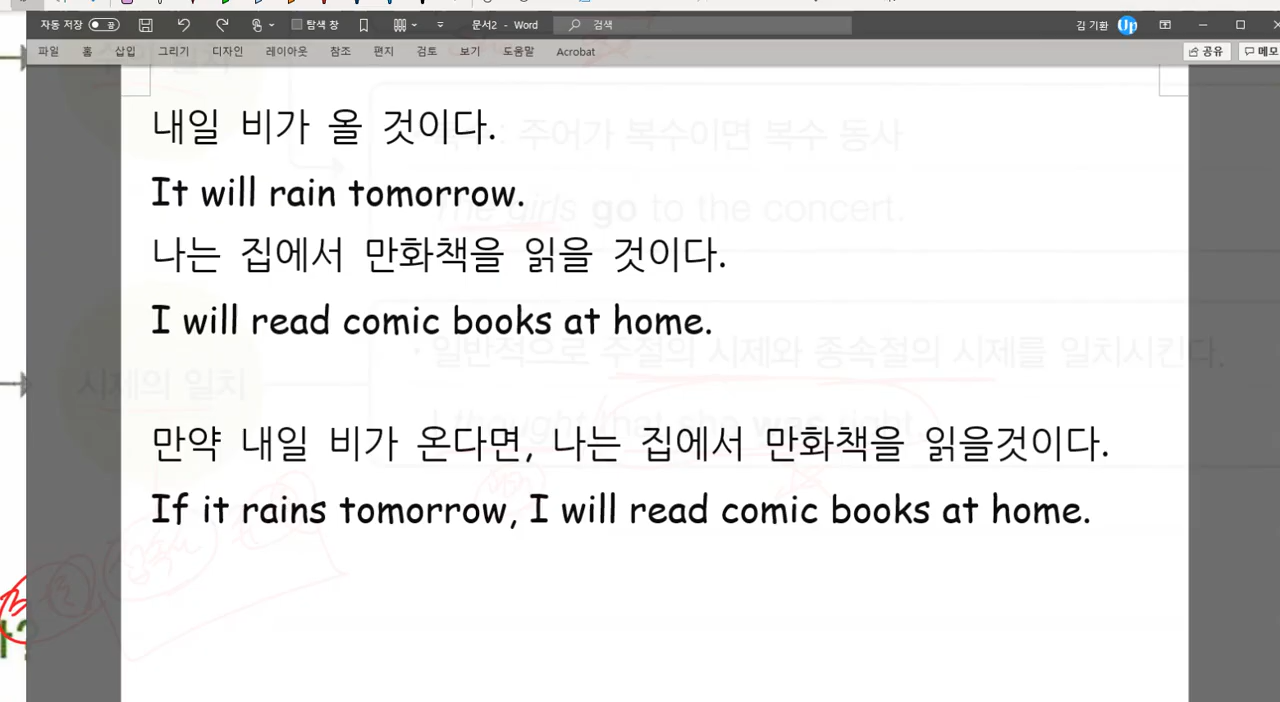 자동 저장 끔 탐색 창 문서2 - Word 검색 김 기환
파일 홈 삽입 그리기 디자인 레이아웃 참조 편지 검토 보기 도움말 Acrobat 공유 메모
내일 비가 올 것이다.
: 주어가 복수이면 복수 동사
It will rain tomorrow.
The girls go to the concert.
나는 집에서 만화책을 읽을 것이다.
I will read comic books at home.
· 일반적으로 주절의 시제와 종속절의 시제를 일치시킨다.
시제의 일치
I thought that she was right.
만약 내일 비가 온다면, 나는 집에서 만화책을 읽을것이다.
If it rains tomorrow, I will read comic books at home.